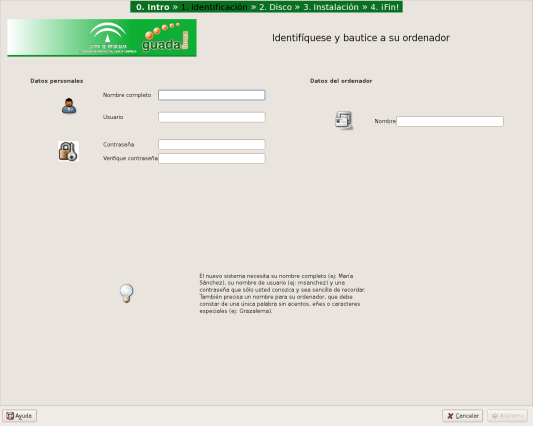 0. Intro » 1. Identificación » 2. Disco » 3. Instalación » 4. ¡Fin!
guada
Identifíquese y bautice a su ordenador
Datos personales
Datos del ordenador
Nombre completo
Usuario
Nombre
Contraseña
Verifique contraseña
El nuevo sistema necesita su nombre completo (ej: María
Sánchez), su nombre de usuario (ej: msanchez) y una
contraseña que sólo usted conozca y sea sencilla de recordar.
También precisa un nombre para su ordenador, que debe
constar de una única palabra sin acentos, eñes o caracteres
especiales (ej: Grazalema).
Ayuda
Cancelar
Adelante